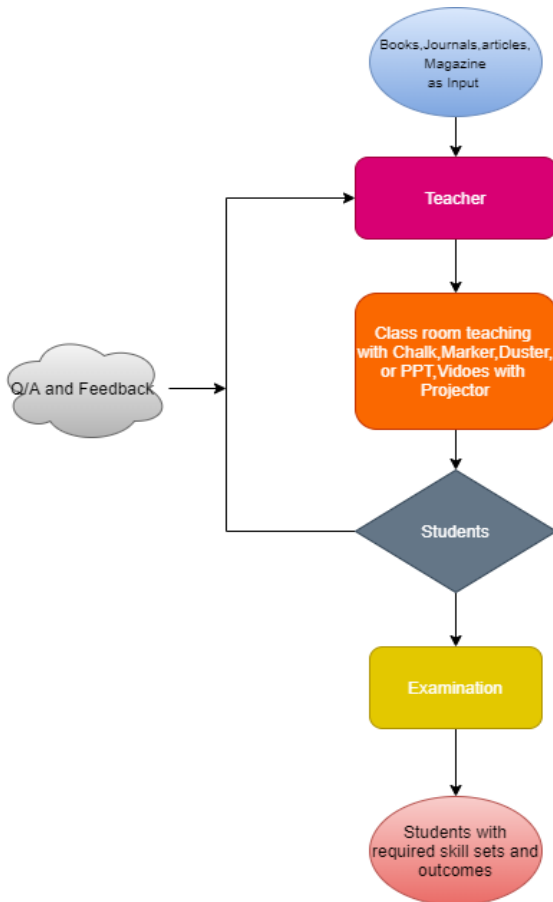 Books,Journals,articles,
Magazine
as Input
Teacher
Class room teaching
with Chalk,Marker,Duster,
or PPT,Vidoes with
Projector
Q/A and Feedback
Students
Examination
Students with
required skill sets and
outcomes